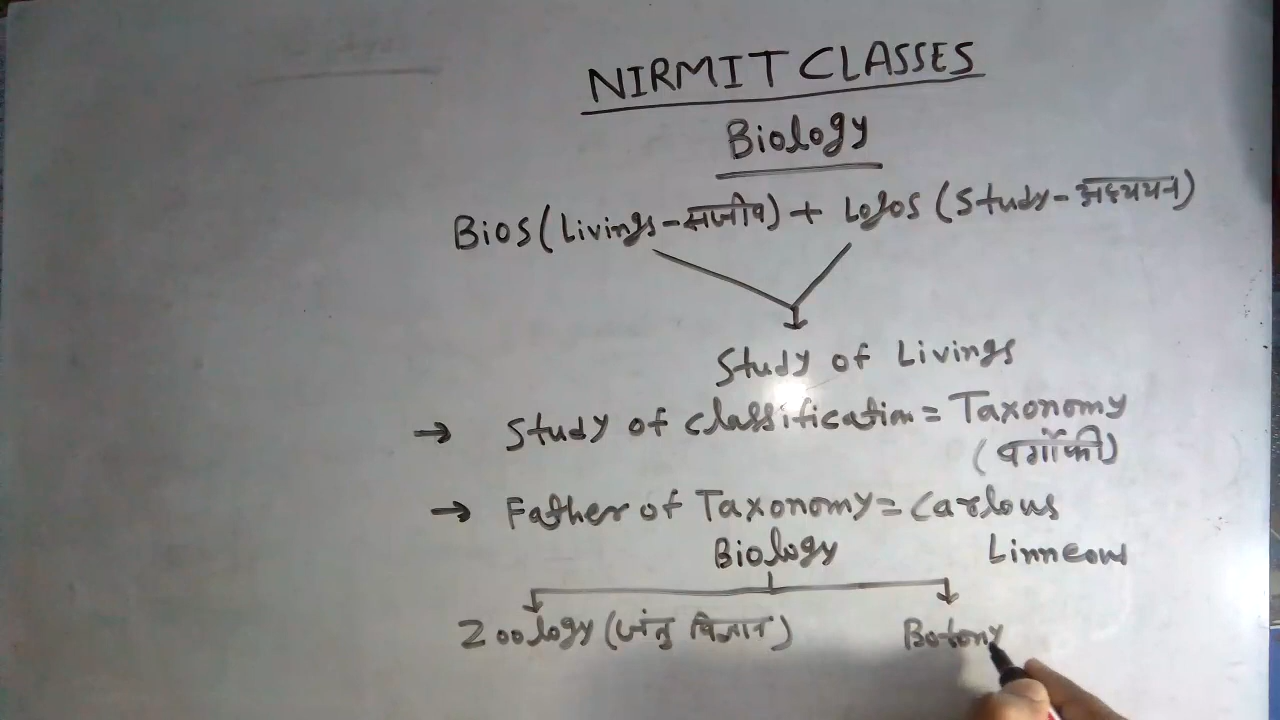 NIRMIT CLASSES
Biology
Bios (Livings-सजीव) + Logos (Study-अध्ययन)
Study of Livings
→ Study of classification = Taxonomy
(वर्गीकी)
→ Father of Taxonomy = Carlous
Linneous
Biology
Zoology (जंतु विज्ञान) Botony